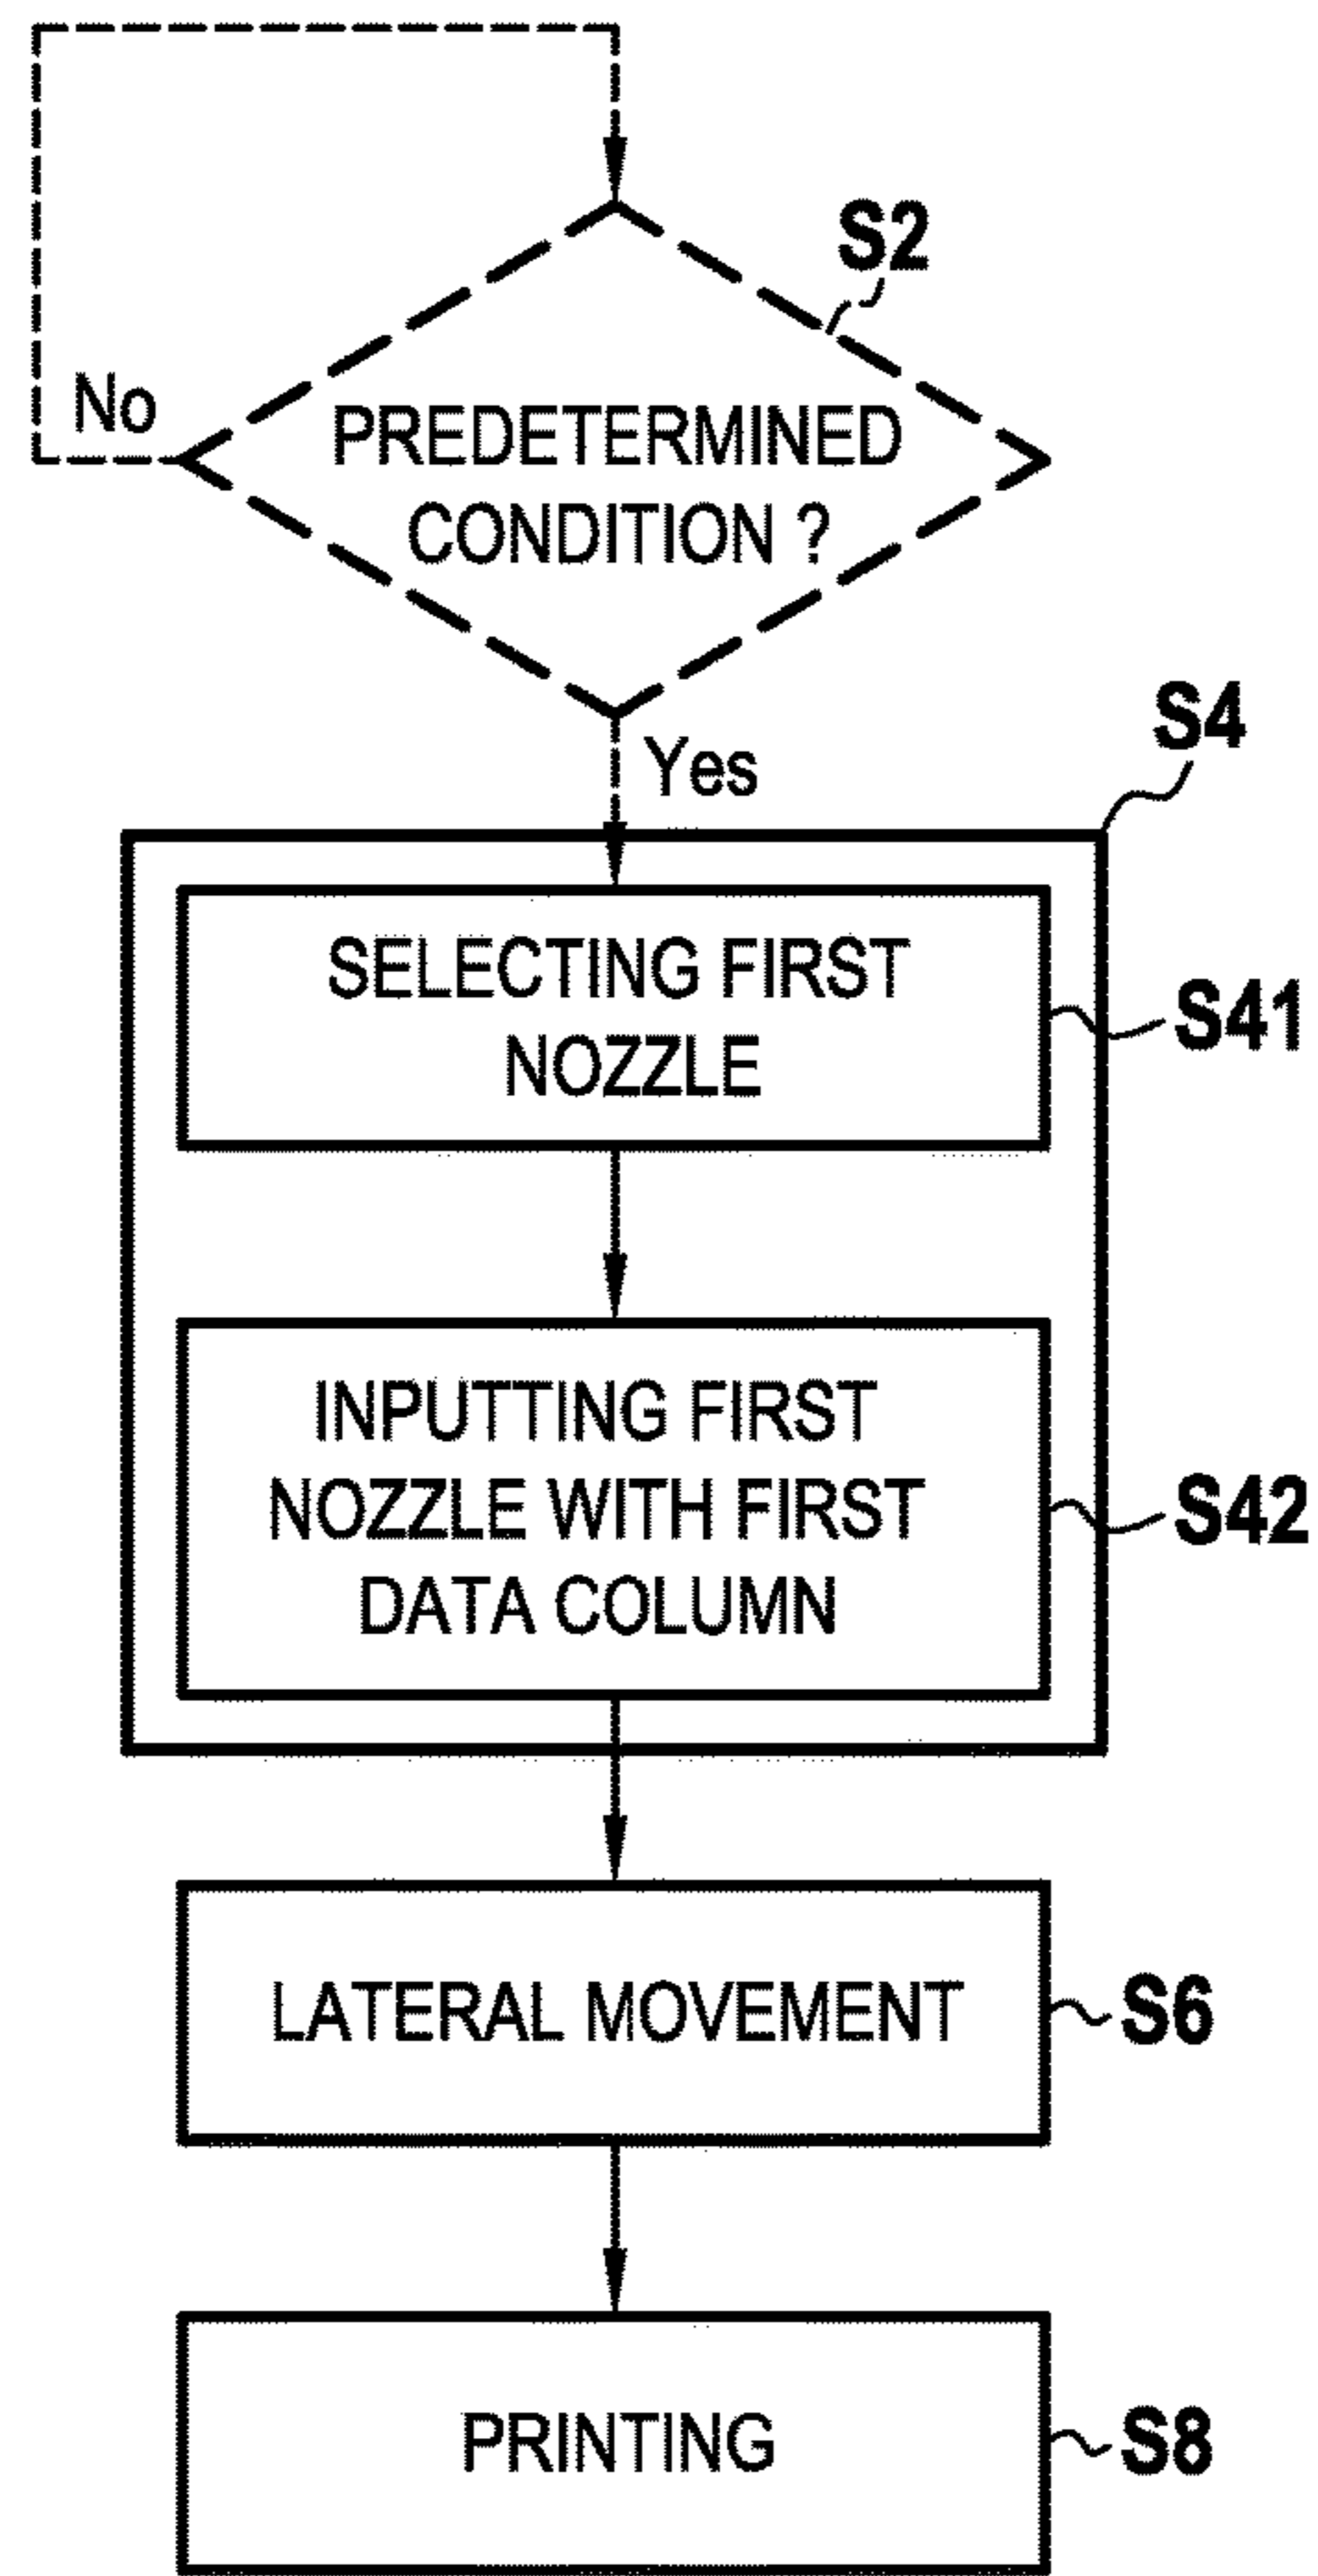 S2
No
PREDETERMINED
CONDITION ?
Yes
S4
SELECTING FIRST
NOZZLE
S41
INPUTTING FIRST
NOZZLE WITH FIRST
DATA COLUMN
S42
LATERAL MOVEMENT
S6
PRINTING
S8